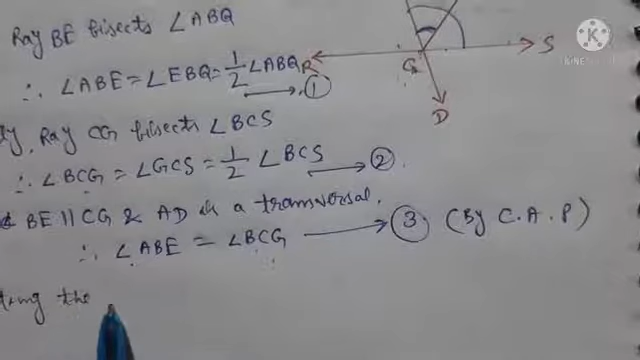 Ray BE bisects ∠ABQ
∴ ∠ABE = ∠EBQ = 1/2 ∠ABQ → 1
R S
D
Ray CG bisects ∠BCS
∴ ∠BCG = ∠GCS = 1/2 ∠BCS → 2.
BE || CG & AD is a transversal.
∴ ∠ABE = ∠BCG → 3 (By C.A.P)
the
K